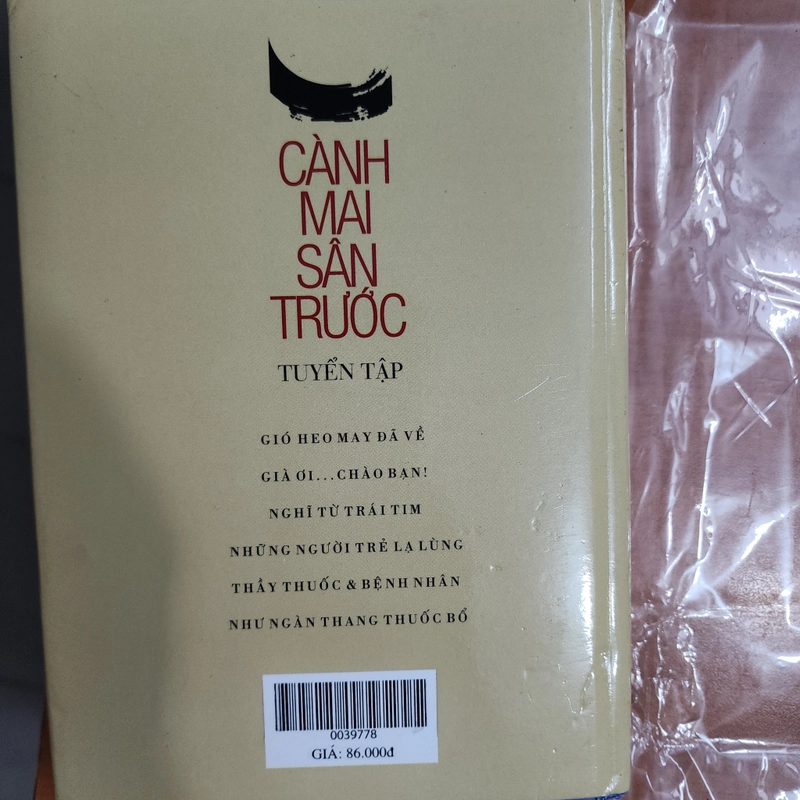 CÀNH
MAI
SÂN
TRƯỚC
TUYỂN TẬP
GIÓ HEO MAY ĐÃ VỀ
GIÀ ƠI...CHÀO BẠN!
NGHĨ TỪ TRÁI TIM
NHỮNG NGƯỜI TRẺ LẠ LÙNG
THẦY THUỐC & BỆNH NHÂN
NHƯ NGÀN THANG THUỐC BỔ
0039778
GIÁ: 86.000đ